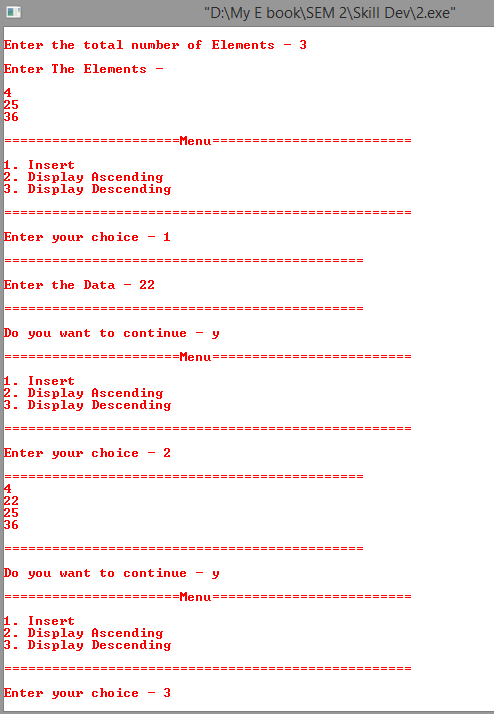 "D:\My E book\SEM 2\Skill Dev\2.exe"
Enter the total number of Elements - 3
Enter The Elements -
4
25
36
======================Menu=========================
1. Insert
2. Display Ascending
3. Display Descending
===================================================
Enter your choice - 1
=============================================
Enter the Data - 22
=============================================
Do you want to continue - y
======================Menu=========================
1. Insert
2. Display Ascending
3. Display Descending
===================================================
Enter your choice - 2
=============================================
4
22
25
36
=============================================
Do you want to continue - y
======================Menu=========================
1. Insert
2. Display Ascending
3. Display Descending
===================================================
Enter your choice - 3